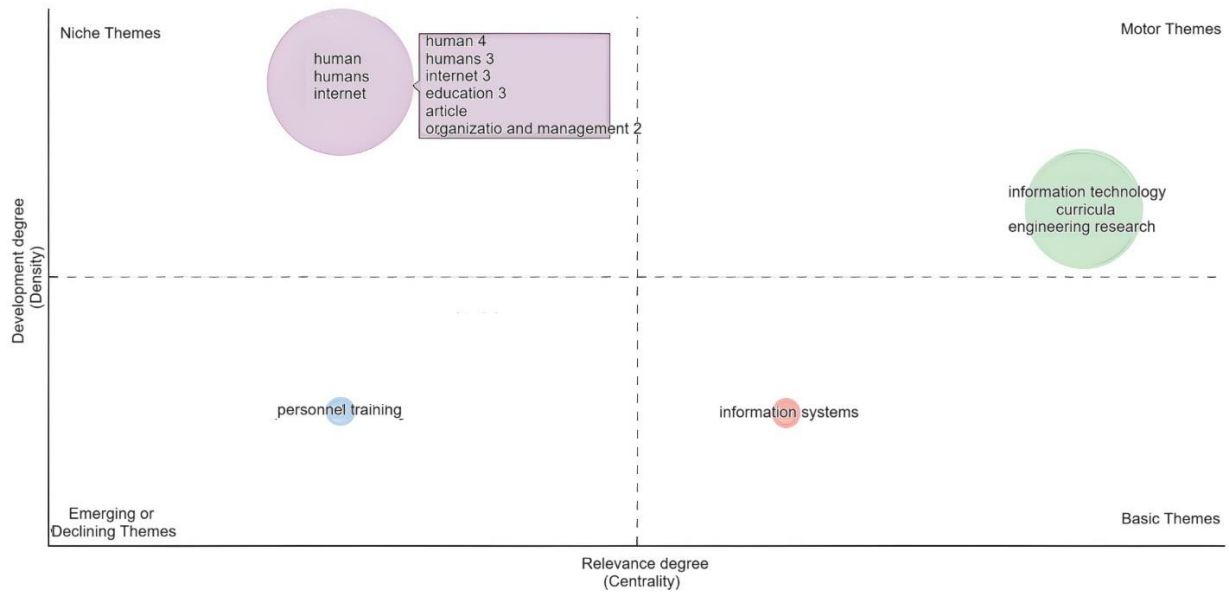 Niche Themes
Motor Themes
human
humans
internet
human 4
humans 3
internet 3
education 3
article
organizatio and management 2
information technology
curricula
engineering research
Development degree
(Density)
personnel training
information systems
Emerging or
Declining Themes
Basic Themes
Relevance degree
(Centrality)